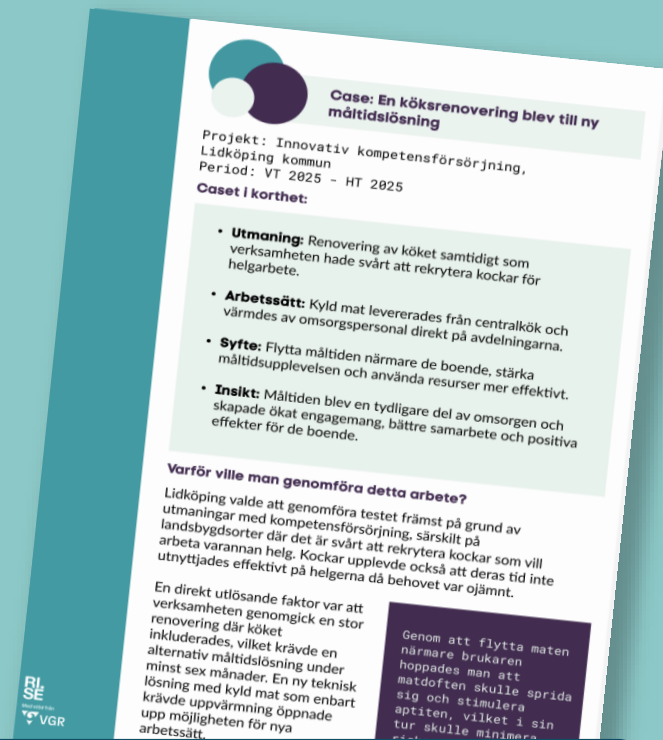 Case: En köksrenovering blev till ny
måltidslösning
Projekt: Innovativ kompetensförsörjning,
Lidköping kommun
Period: VT 2025 – HT 2025
Caset i korthet:
• Utmaning: Renovering av köket samtidigt som
verksamheten hade svårt att rekrytera kockar för
helgarbete.
• Arbetssätt: Kyld mat levererades från centralkök och
värmdes av omsorgspersonal direkt på avdelningarna.
• Syfte: Flytta måltiden närmare de boende, stärka
måltidsupplevelsen och använda resurser mer effektivt.
• Insikt: Måltiden blev en tydligare del av omsorgen och
skapade ökat engagemang, bättre samarbete och positiva
effekter för de boende.
Varför ville man genomföra detta arbete?
Lidköping valde att genomföra testet främst på grund av
utmaningar med kompetensförsörjning, särskilt på
landsbygdsorter där det är svårt att rekrytera kockar som vill
arbeta varannan helg. Kockar upplevde också att deras tid inte
utnyttjades effektivt på helgerna då behovet var ojämnt.
En direkt utlösande faktor var att
verksamheten genomgick en stor
renovering där köket
inkluderades, vilket krävde en
alternativ måltidslösning under
minst sex månader. En ny teknisk
lösning med kyld mat som enbart
krävde uppvärmning öppnade
upp möjligheten för nya
arbetssätt.
Genom att flytta maten
närmare brukaren
hoppades man att
matdoften skulle sprida
sig och stimulera
aptiten, vilket i sin
tur skulle minimera
RI.
SE
Med stöd från
VGR